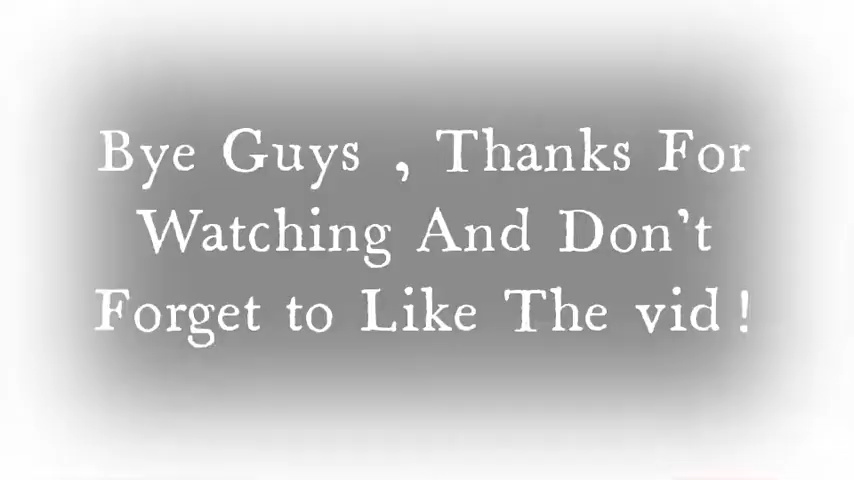 Bye Guys , Thanks For
Watching And Don't
Forget to Like The vid !